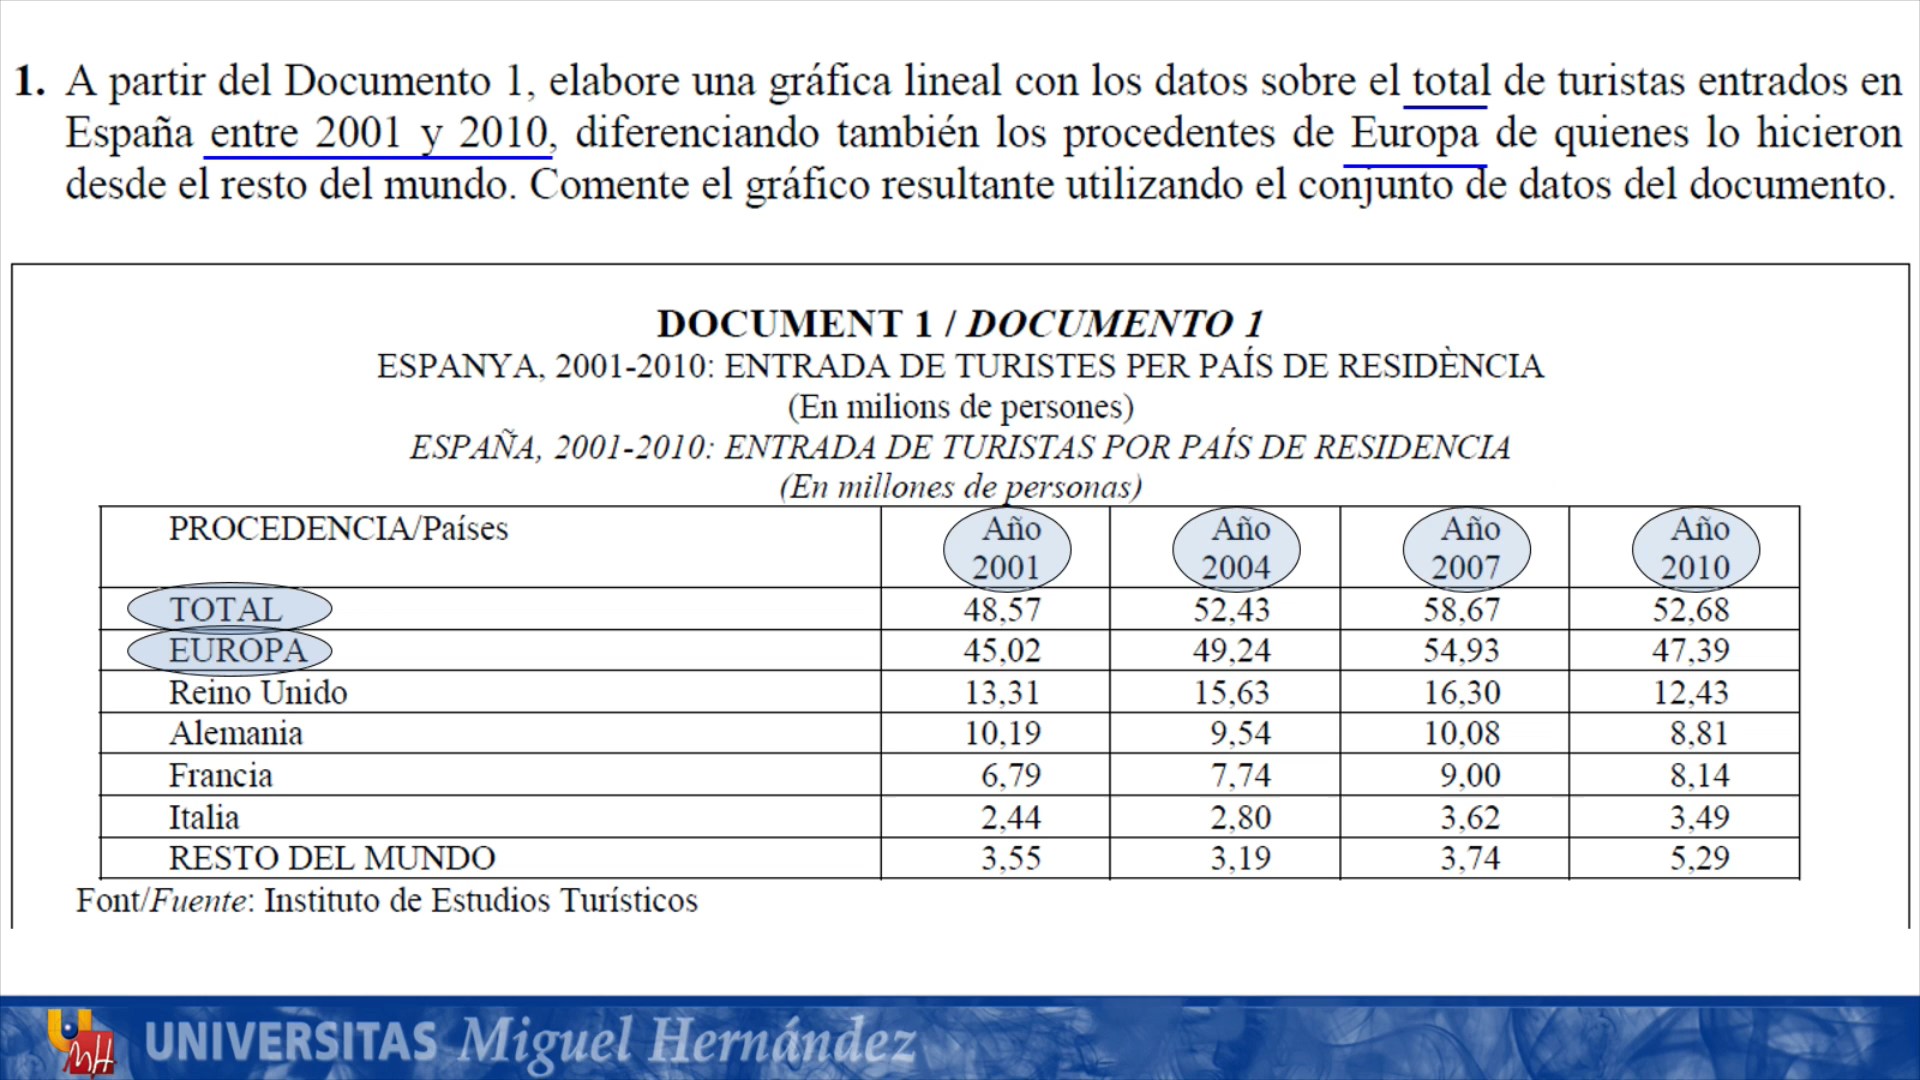 1. A partir del Documento 1, elabore una gráfica lineal con los datos sobre el total de turistas entrados en
España entre 2001 y 2010, diferenciando también los procedentes de Europa de quienes lo hicieron
desde el resto del mundo. Comente el gráfico resultante utilizando el conjunto de datos del documento.
DOCUMENT 1 / DOCUMENTO 1
ESPANYA, 2001-2010: ENTRADA DE TURISTES PER PAÍS DE RESIDÈNCIA
(En milions de persones)
ESPAÑA, 2001-2010: ENTRADA DE TURISTAS POR PAÍS DE RESIDENCIA
(En millones de personas)
PROCEDENCIA/Países Año 2001 Año 2004 Año 2007 Año 2010
TOTAL 48,57 52,43 58,67 52,68
EUROPA 45,02 49,24 54,93 47,39
Reino Unido 13,31 15,63 16,30 12,43
Alemania 10,19 9,54 10,08 8,81
Francia 6,79 7,74 9,00 8,14
Italia 2,44 2,80 3,62 3,49
RESTO DEL MUNDO 3,55 3,19 3,74 5,29
Font/Fuente: Instituto de Estudios Turísticos
UNIVERSITAS Miguel Hernández